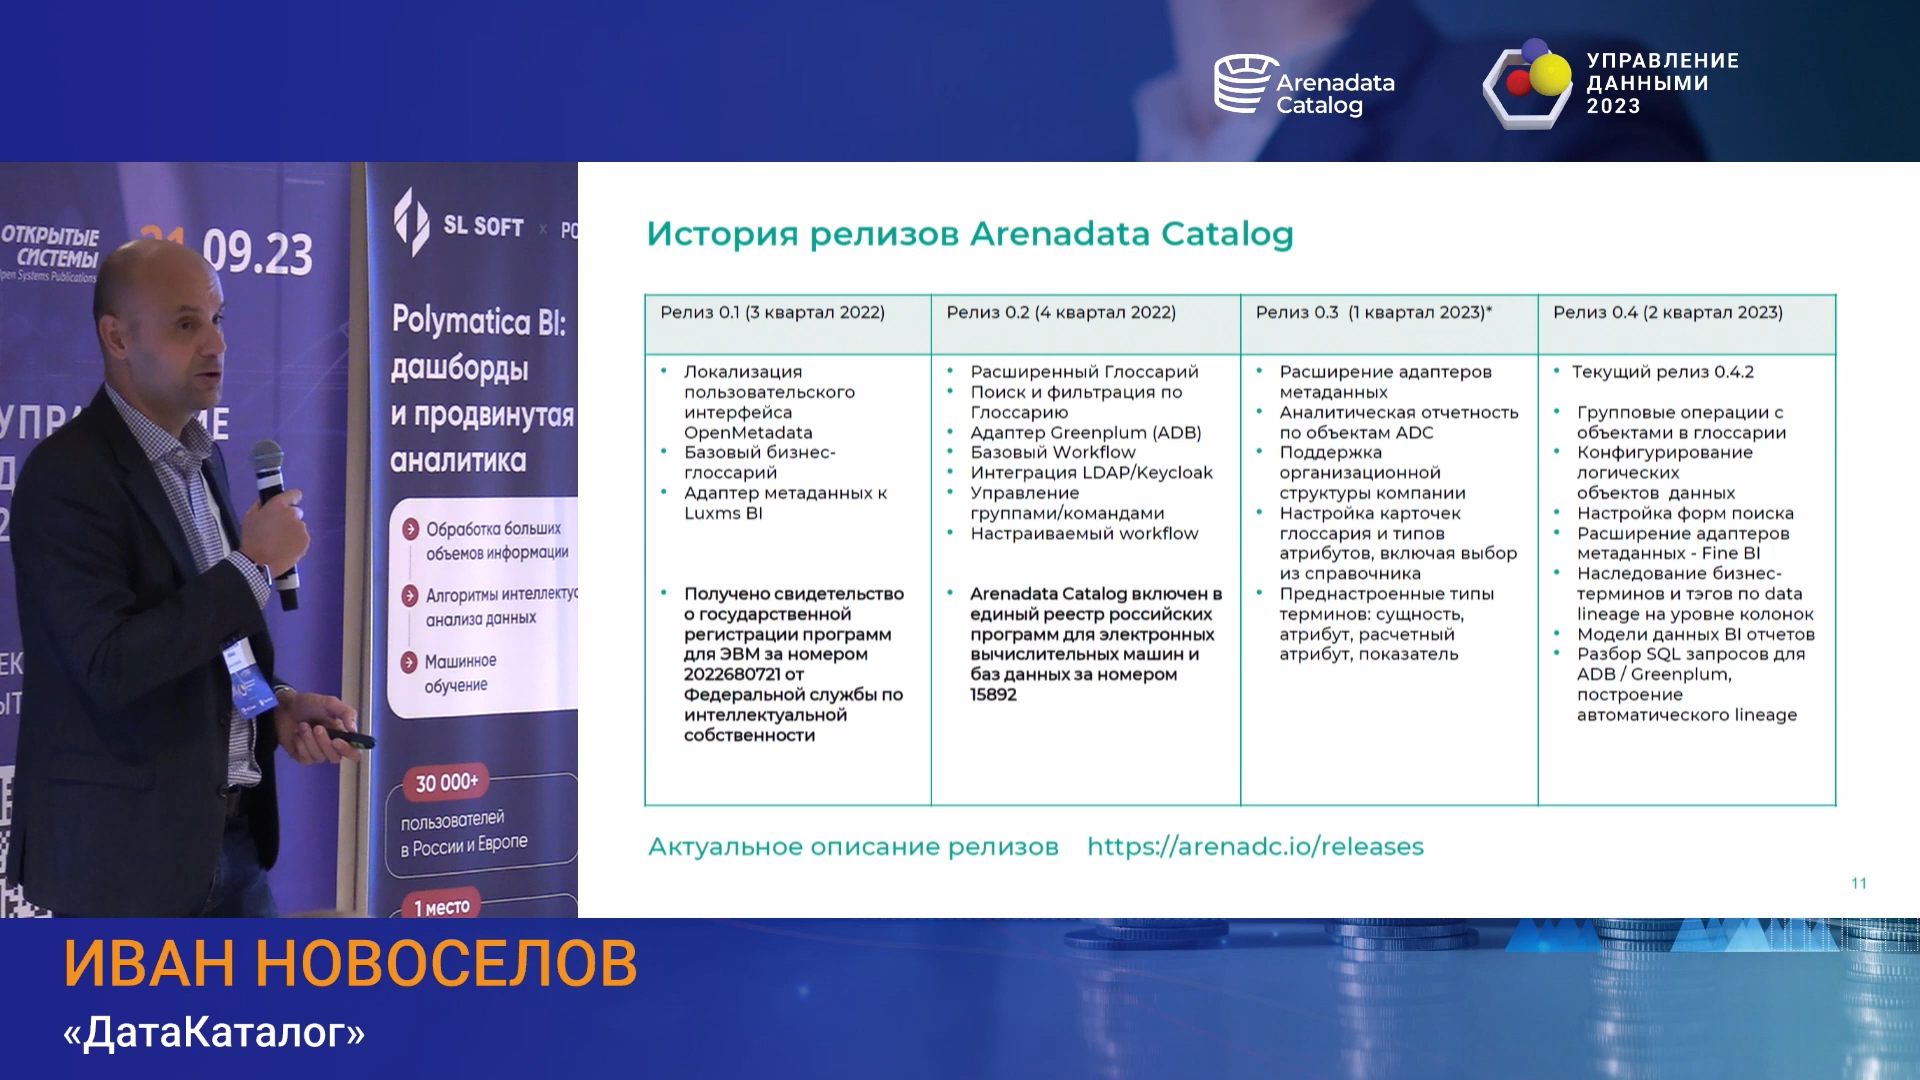 Arenadata
Catalog
УПРАВЛЕНИЕ
ДАННЫМИ
2023
ОТКРЫТЫЕ
СИСТЕМЫ
Open Systems Publications
09.23
SL SOFT
Polymatica BI:
дашборды
и продвинутая
аналитика
Обработка больших
объемов информации
Алгоритмы
анализа данных
Машинное
обучение
30 000+
пользователей
в России и Европе
1 место
История релизов Arenadata Catalog
Релиз 0.1 (3 квартал 2022)
• Локализация
пользовательского
интерфейса
OpenMetadata
• Базовый бизнес-
глоссарий
• Адаптер метаданных к
Luxms BI
• Получено свидетельство
о государственной
регистрации программ
для ЭВМ за номером
2022680721 от
Федеральной службы по
интеллектуальной
собственности
Релиз 0.2 (4 квартал 2022)
• Расширенный Глоссарий
• Поиск и фильтрация по
Глоссарию
• Адаптер Greenplum (ADB)
• Базовый Workflow
• Интеграция LDAP/Keycloak
• Управление
группами/командами
• Настраиваемый workflow
• Arenadata Catalog включен в
единый реестр российских
программ для электронных
вычислительных машин и
баз данных за номером
15892
Релиз 0.3 (1 квартал 2023)*
• Расширение адаптеров
метаданных
• Аналитическая отчетность
по объектам ADC
• Поддержка
организационной
структуры компании
• Настройка карточек
глоссария и типов
атрибутов, включая выбор
из справочника
• Преднастроенные типы
терминов: сущность,
атрибут, расчетный
атрибут, показатель
Релиз 0.4 (2 квартал 2023)
• Текущий релиз 0.4.2
• Групповые операции с
объектами в глоссарии
• Конфигурирование
логических
объектов данных
• Настройка форм поиска
• Расширение адаптеров
метаданных - Fine BI
• Наследование бизнес-
терминов и тэгов по data
lineage на уровне колонок
• Модели данных BI отчетов
• Разбор SQL запросов для
ADB / Greenplum,
построение
автоматического lineage
Актуальное описание релизов https://arenadc.io/releases
11
ИВАН НОВОСЕЛОВ
«ДатаКаталог»